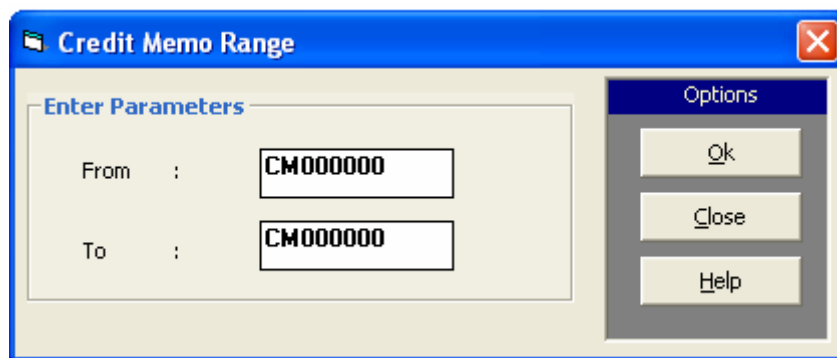 Credit Memo Range
Enter Parameters
From : CM000000
To : CM000000
Options
Ok
Close
Help